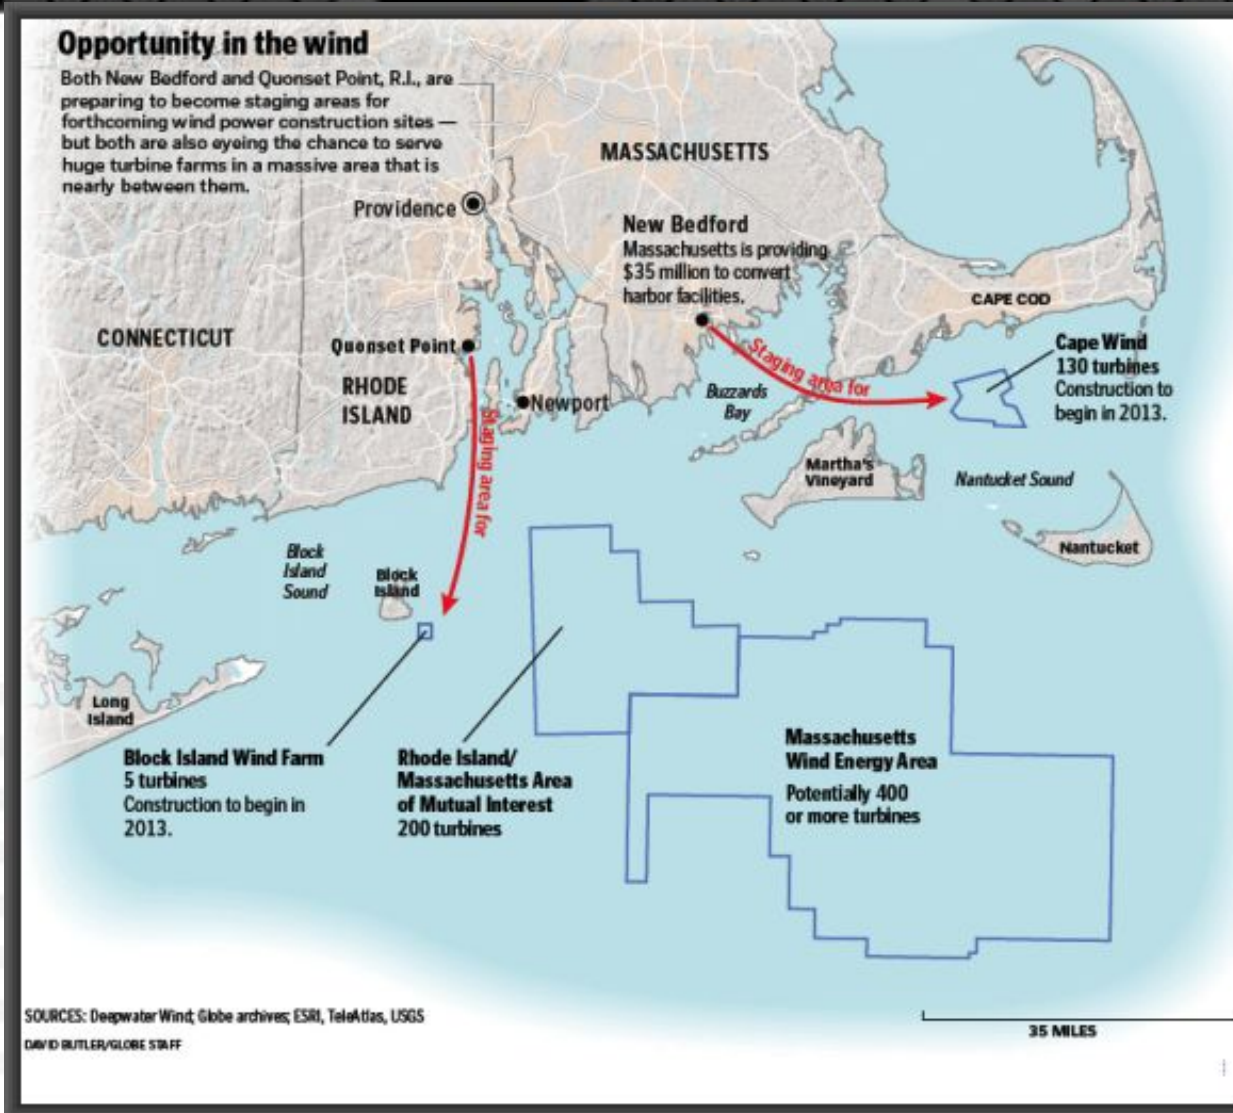 Opportunity in the wind
Both New Bedford and Quonset Point, R.I., are
preparing to become staging areas for
forthcoming wind power construction sites —
but both are also eyeing the chance to serve
huge turbine farms in a massive area that is
nearly between them.
MASSACHUSETTS
Providence
New Bedford
Massachusetts is providing
$35 million to convert
harbor facilities.
CAPE COD
CONNECTICUT
Quonset Point
RHODE
ISLAND
Newport
Staging area for
Staging area for
Buzzards
Bay
Cape Wind
130 turbines
Construction to
begin in 2013.
Martha's
Vineyard
Nantucket Sound
Nantucket
Block
Island
Sound
Block
Island
Long
Island
Block Island Wind Farm
5 turbines
Construction to begin in
2013.
Rhode Island/
Massachusetts Area
of Mutual Interest
200 turbines
Massachusetts
Wind Energy Area
Potentially 400
or more turbines
SOURCES: Deepwater Wind; Globe archives; ESRI, TeleAtlas, USGS
DAVID BUTLER/GLOBE STAFF
35 MILES